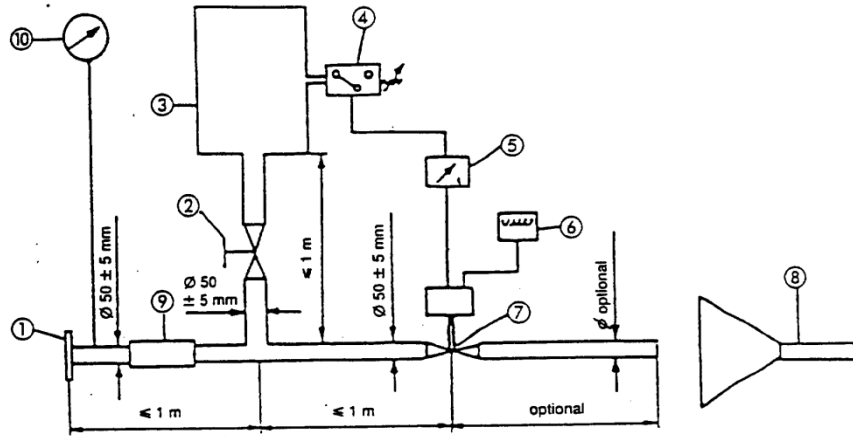 ⑩
④
③
⑤
②
≤ 1 m
⑥
Ø 50 ± 5 mm
Ø 50
± 5 mm
Ø 50 ± 5 mm
Ø optional
⑧
⑨
⑦
①
≤ 1 m
≤ 1 m
optional